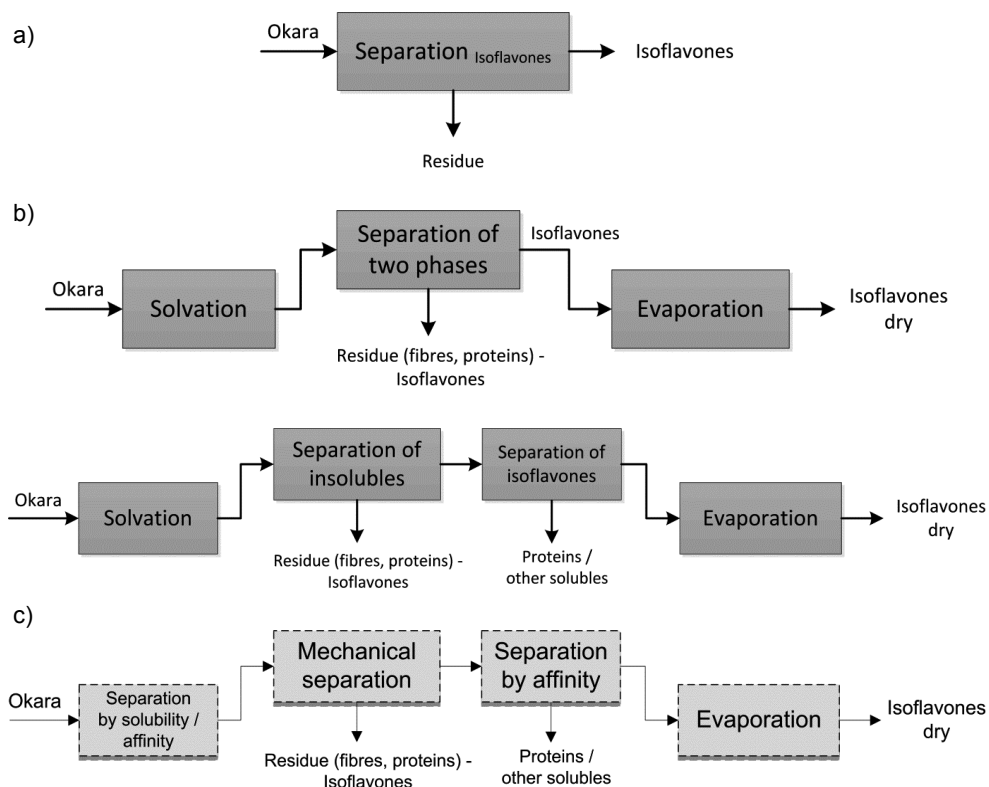 a)
Okara
Separation Isoflavones
Isoflavones
Residue
b)
Okara
Solvation
Separation of
two phases
Isoflavones
Residue (fibres, proteins) -
Isoflavones
Evaporation
Isoflavones
dry
Okara
Solvation
Separation of
insolubles
Residue (fibres, proteins) -
Isoflavones
Separation of
isoflavones
Proteins /
other solubles
Evaporation
Isoflavones
dry
c)
Okara
Separation
by solubility /
affinity
Mechanical
separation
Residue (fibres, proteins) -
Isoflavones
Separation
by affinity
Proteins /
other solubles
Evaporation
Isoflavones
dry